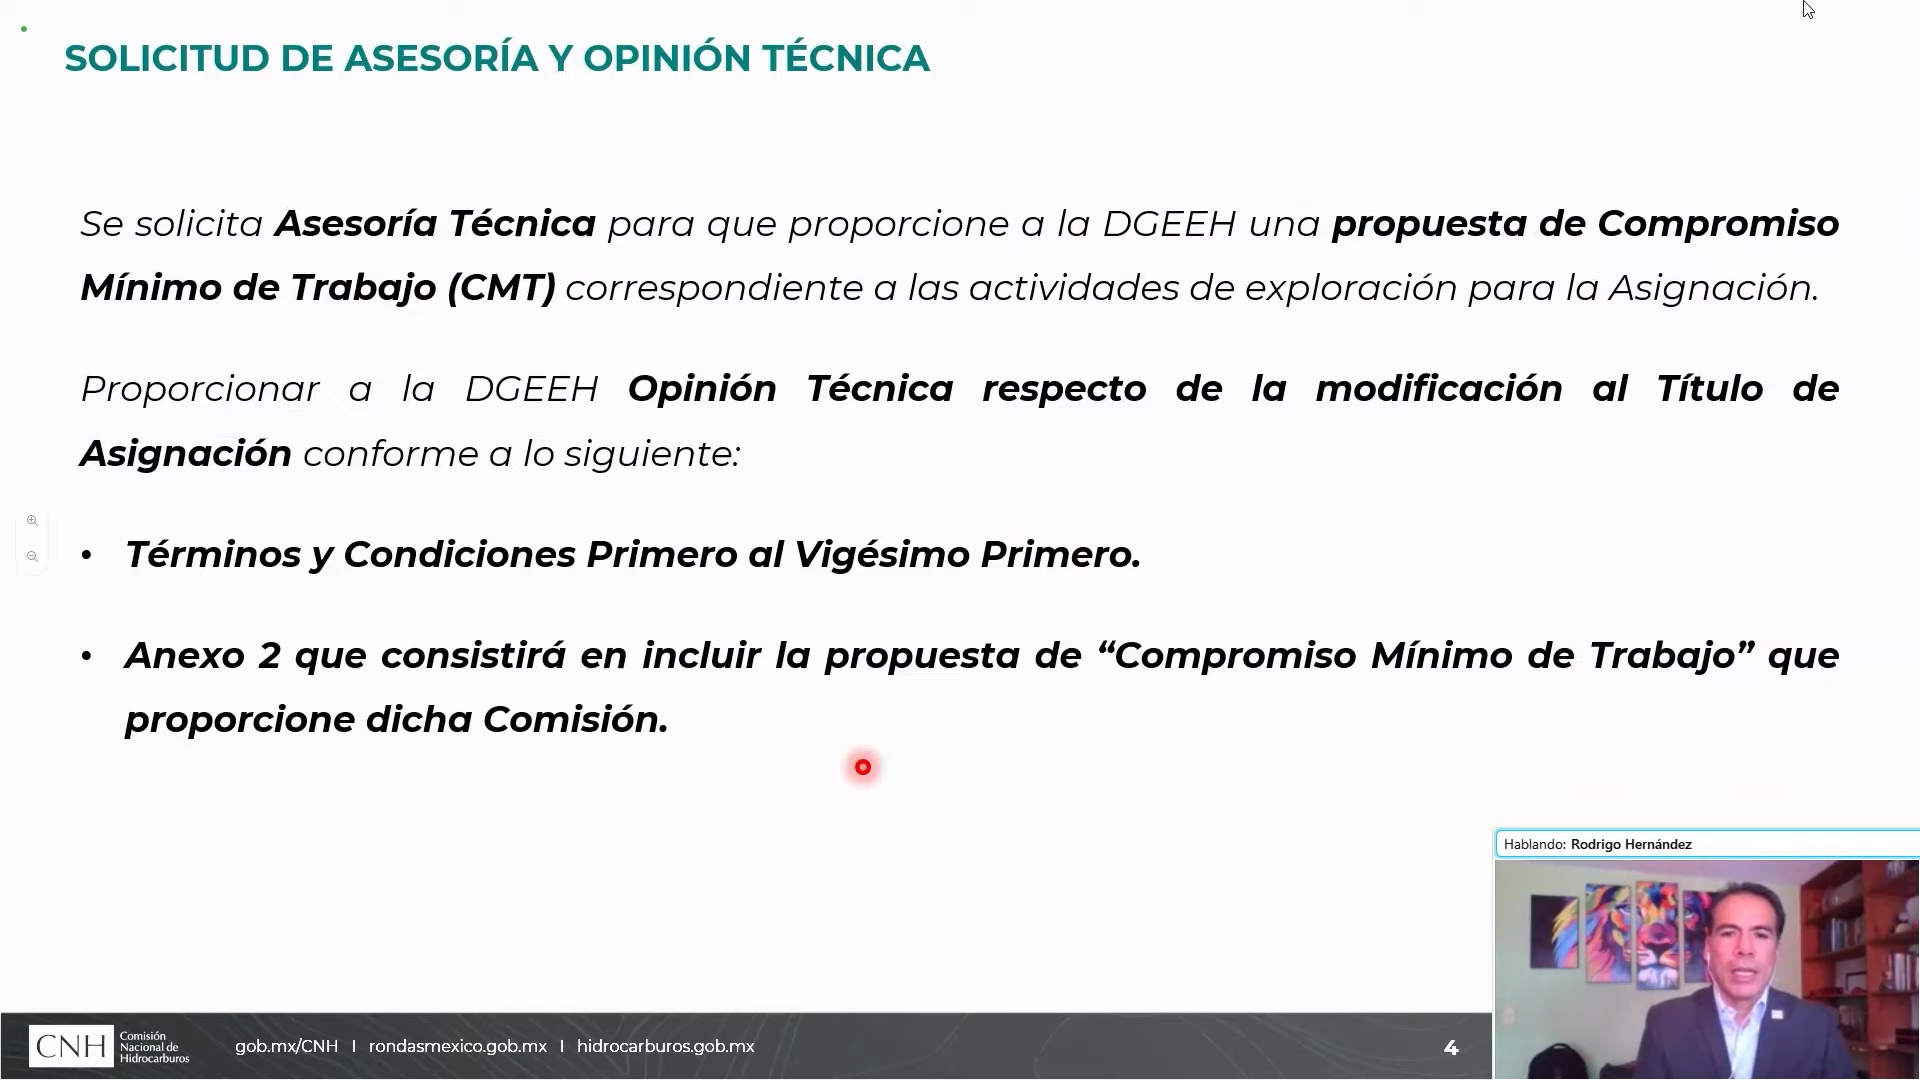 SOLICITUD DE ASESORÍA Y OPINIÓN TÉCNICA
Se solicita Asesoría Técnica para que proporcione a la DGEEH una propuesta de Compromiso
Mínimo de Trabajo (CMT) correspondiente a las actividades de exploración para la Asignación.
Proporcionar a la DGEEH Opinión Técnica respecto de la modificación al Título de
Asignación conforme a lo siguiente:
• Términos y Condiciones Primero al Vigésimo Primero.
• Anexo 2 que consistirá en incluir la propuesta de “Compromiso Mínimo de Trabajo” que
proporcione dicha Comisión.
Hablando: Rodrigo Hernández
CNH
Comisión
Nacional de
Hidrocarburos
gob.mx/CNH I rondasmexico.gob.mx I hidrocarburos.gob.mx
4